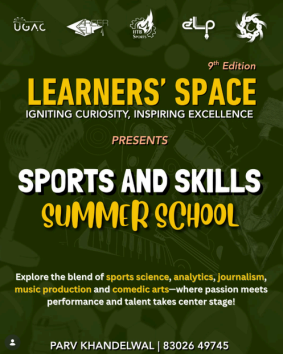 UGAC
IITB
SPORTS
ELP
9th Edition
LEARNERS' SPACE
IGNITING CURIOSITY, INSPIRING EXCELLENCE
PRESENTS
SPORTS AND SKILLS
SUMMER SCHOOL
Explore the blend of sports science, analytics, journalism,
music production and comedic arts—where passion meets
performance and talent takes center stage!
PARV KHANDELWAL | 83026 49745